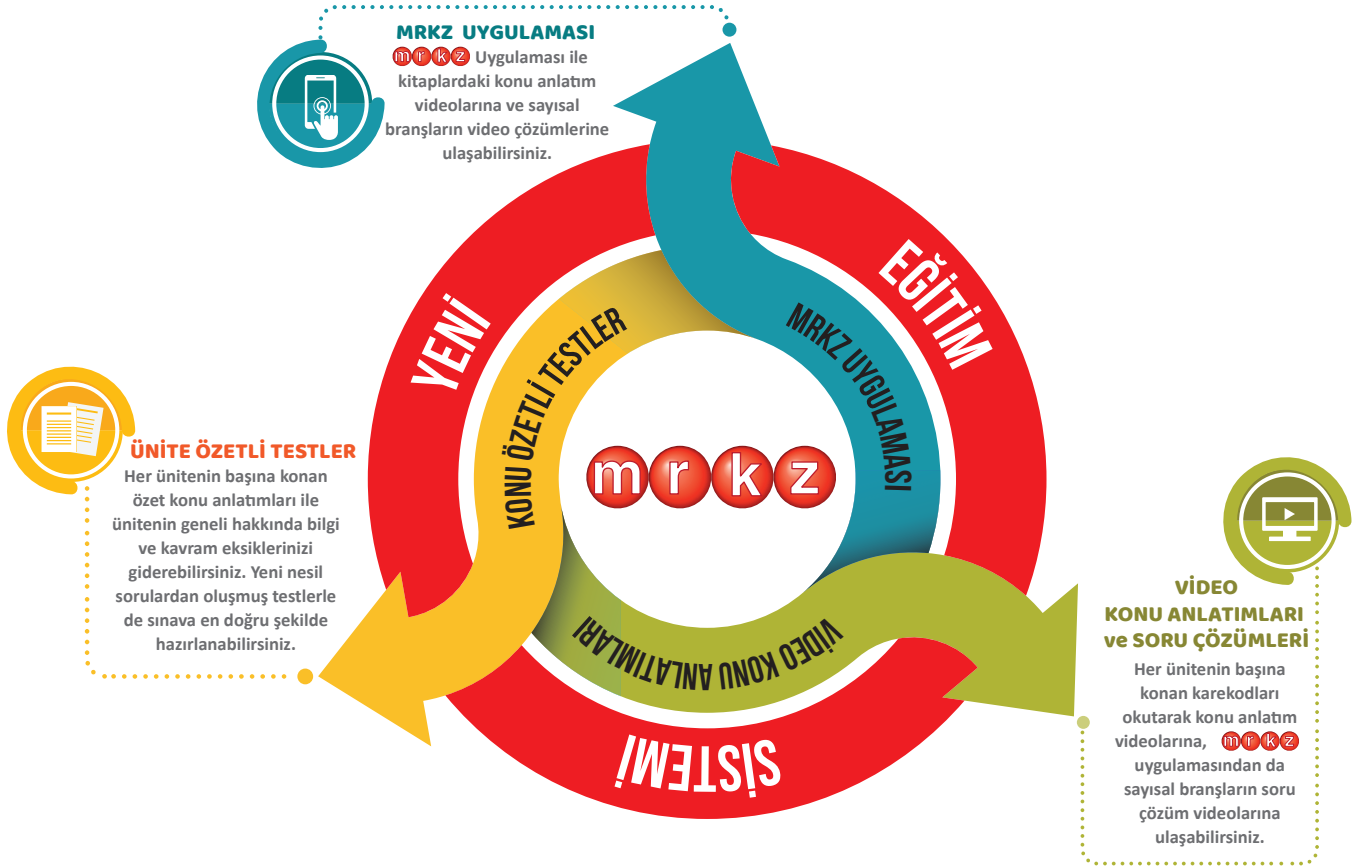 MRKZ UYGULAMASI
mrkz Uygulaması ile
kitaplardaki konu anlatım
videolarına ve sayısal
branşların video çözümlerine
ulaşabilirsiniz.
YENİ
EĞİTİM
SİSTEMİ
KONU ÖZETLİ TESTLER
MRKZ UYGULAMASI
VİDEO KONU ANLATIMLARI
mrkz
ÜNİTE ÖZETLİ TESTLER
Her ünitenin başına konan
özet konu anlatımları ile
ünitenin geneli hakkında bilgi
ve kavram eksiklerinizi
giderebilirsiniz. Yeni nesil
sorulardan oluşmuş testlerle
de sınava en doğru şekilde
hazırlanabilirsiniz.
VİDEO
KONU ANLATIMLARI
ve SORU ÇÖZÜMLERİ
Her ünitenin başına
konan karekodları
okutarak konu anlatım
videolarına, mrkz
uygulamasından da
sayısal branşların soru
çözüm videolarına
ulaşabilirsiniz.